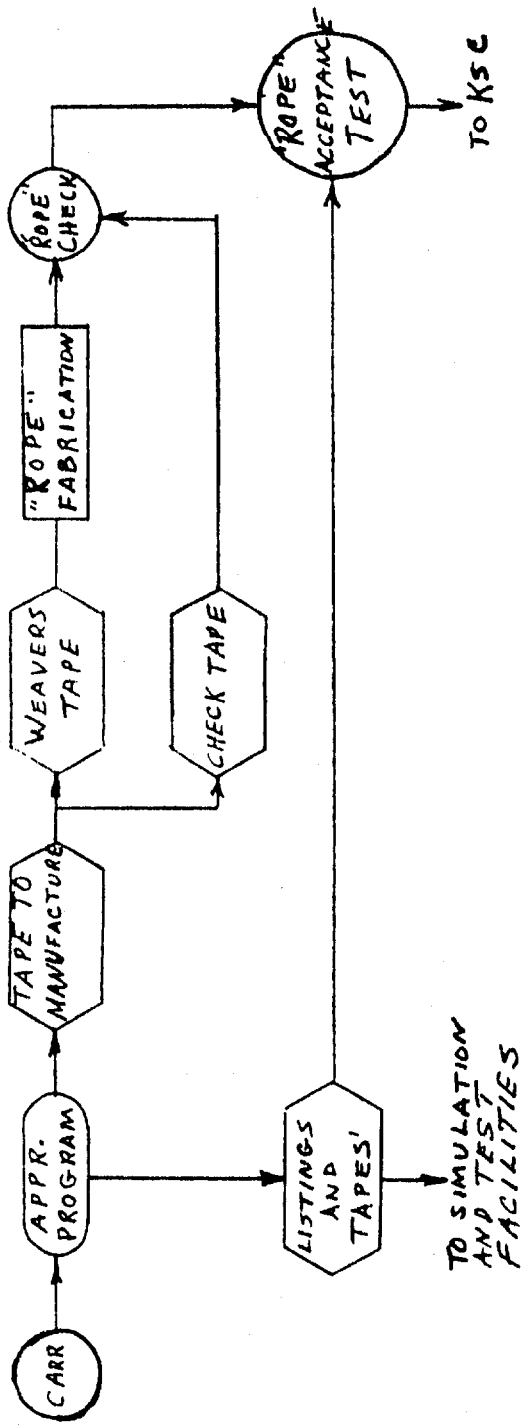 CARR
APPR.
PROGRAM
TAPE TO
MANUFACTURE
WEAVERS
TAPE
"ROPE"
FABRICATION
"ROPE"
CHECK
CHECK TAPE
LISTINGS
AND
TAPES'
"ROPE"
ACCEPTANCE
TEST
TO SIMULATION
AND TEST
FACILITIES
TO KSC